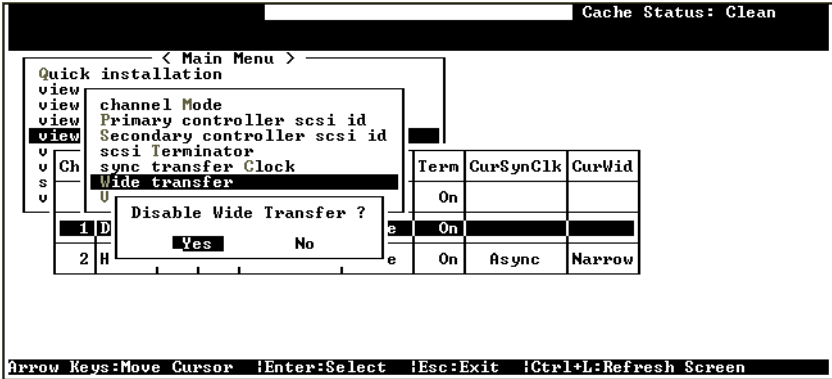 Cache Status: Clean
< Main Menu >
Quick installation
view
view channel Mode
view Primary controller scsi id
view Secondary controller scsi id
v scsi Terminator
v Ch sync transfer Clock Term CurSynClk CurWid
s Wide transfer
v V On
Disable Wide Transfer ?
1 D e On
Yes No
2 H e On Async Narrow
Arrow Keys:Move Cursor |Enter:Select |Esc:Exit |Ctrl+L:Refresh Screen